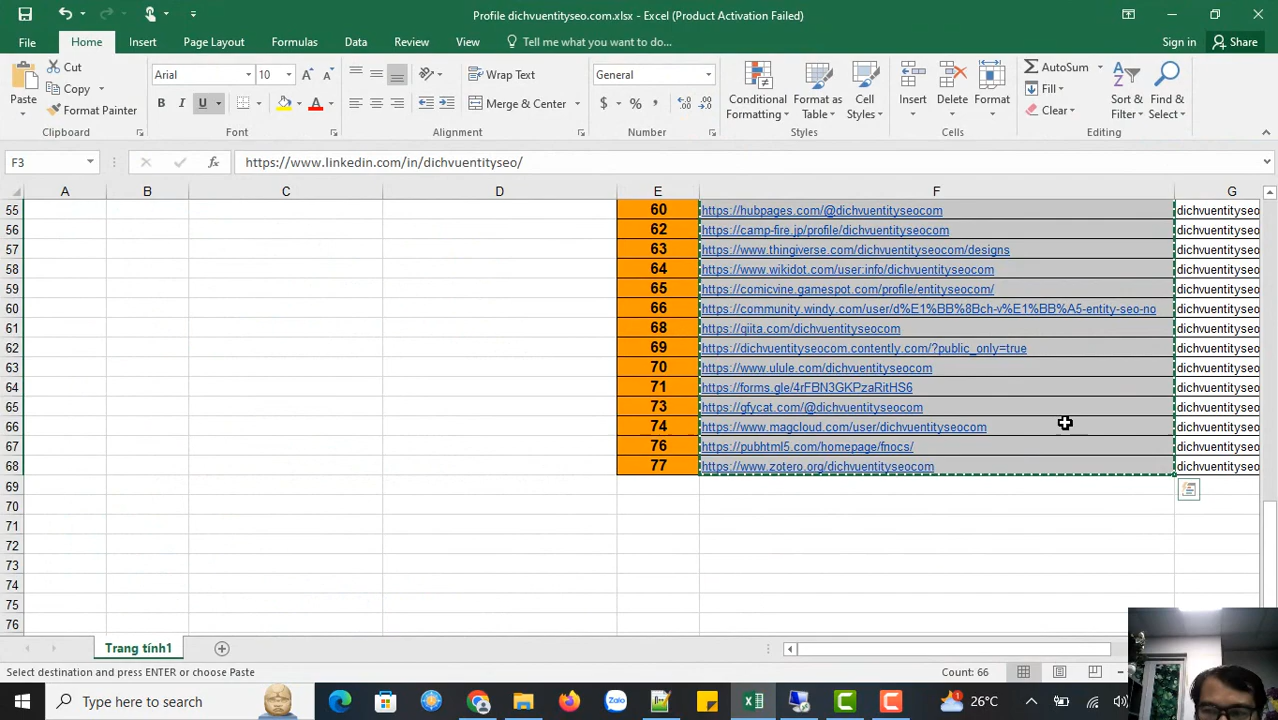 Profile dichvuentityseo.com.xlsx - Excel (Product Activation Failed)
File Home Insert Page Layout Formulas Data Review View Tell me what you want to do... Sign in Share
Paste
Cut
Copy
Format Painter
Clipboard
Arial 10
B I U
Font
Wrap Text
Merge & Center
Alignment
General
$ % ,
Number
Conditional Formatting
Format as Table
Cell Styles
Styles
Insert Delete Format
Cells
AutoSum
Fill
Clear
Sort & Filter
Find & Select
Editing
F3 fx https://www.linkedin.com/in/dichvuentityseo/
A B C D E F G
55 60 https://hubpages.com/@dichvuentityseocom dichvuentityseo
56 62 https://camp-fire.jp/profile/dichvuentityseocom dichvuentityseo
57 63 https://www.thingiverse.com/dichvuentityseocom/designs dichvuentityseo
58 64 https://www.wikidot.com/user:info/dichvuentityseocom dichvuentityseo
59 65 https://comicvine.gamespot.com/profile/entityseocom/ dichvuentityseo
60 66 https://community.windy.com/user/d%E1%BB%8Bch-v%E1%BB%A5-entity-seo-no dichvuentityseo
61 68 https://qiita.com/dichvuentityseocom dichvuentityseo
62 69 https://dichvuentityseocom.contently.com/?public_only=true dichvuentityseo
63 70 https://www.ulule.com/dichvuentityseocom dichvuentityseo
64 71 https://forms.gle/4rFBN3GKPzaRitHS6 dichvuentityseo
65 73 https://gfycat.com/@dichvuentityseocom dichvuentityseo
66 74 https://www.magcloud.com/user/dichvuentityseocom dichvuentityseo
67 76 https://pubhtml5.com/homepage/fnocs/ dichvuentityseo
68 77 https://www.zotero.org/dichvuentityseocom dichvuentityseo
69
70
71
72
73
74
75
76
Trang tính1
Select destination and press ENTER or choose Paste Count: 66
Type here to search Zalo 1 26°C